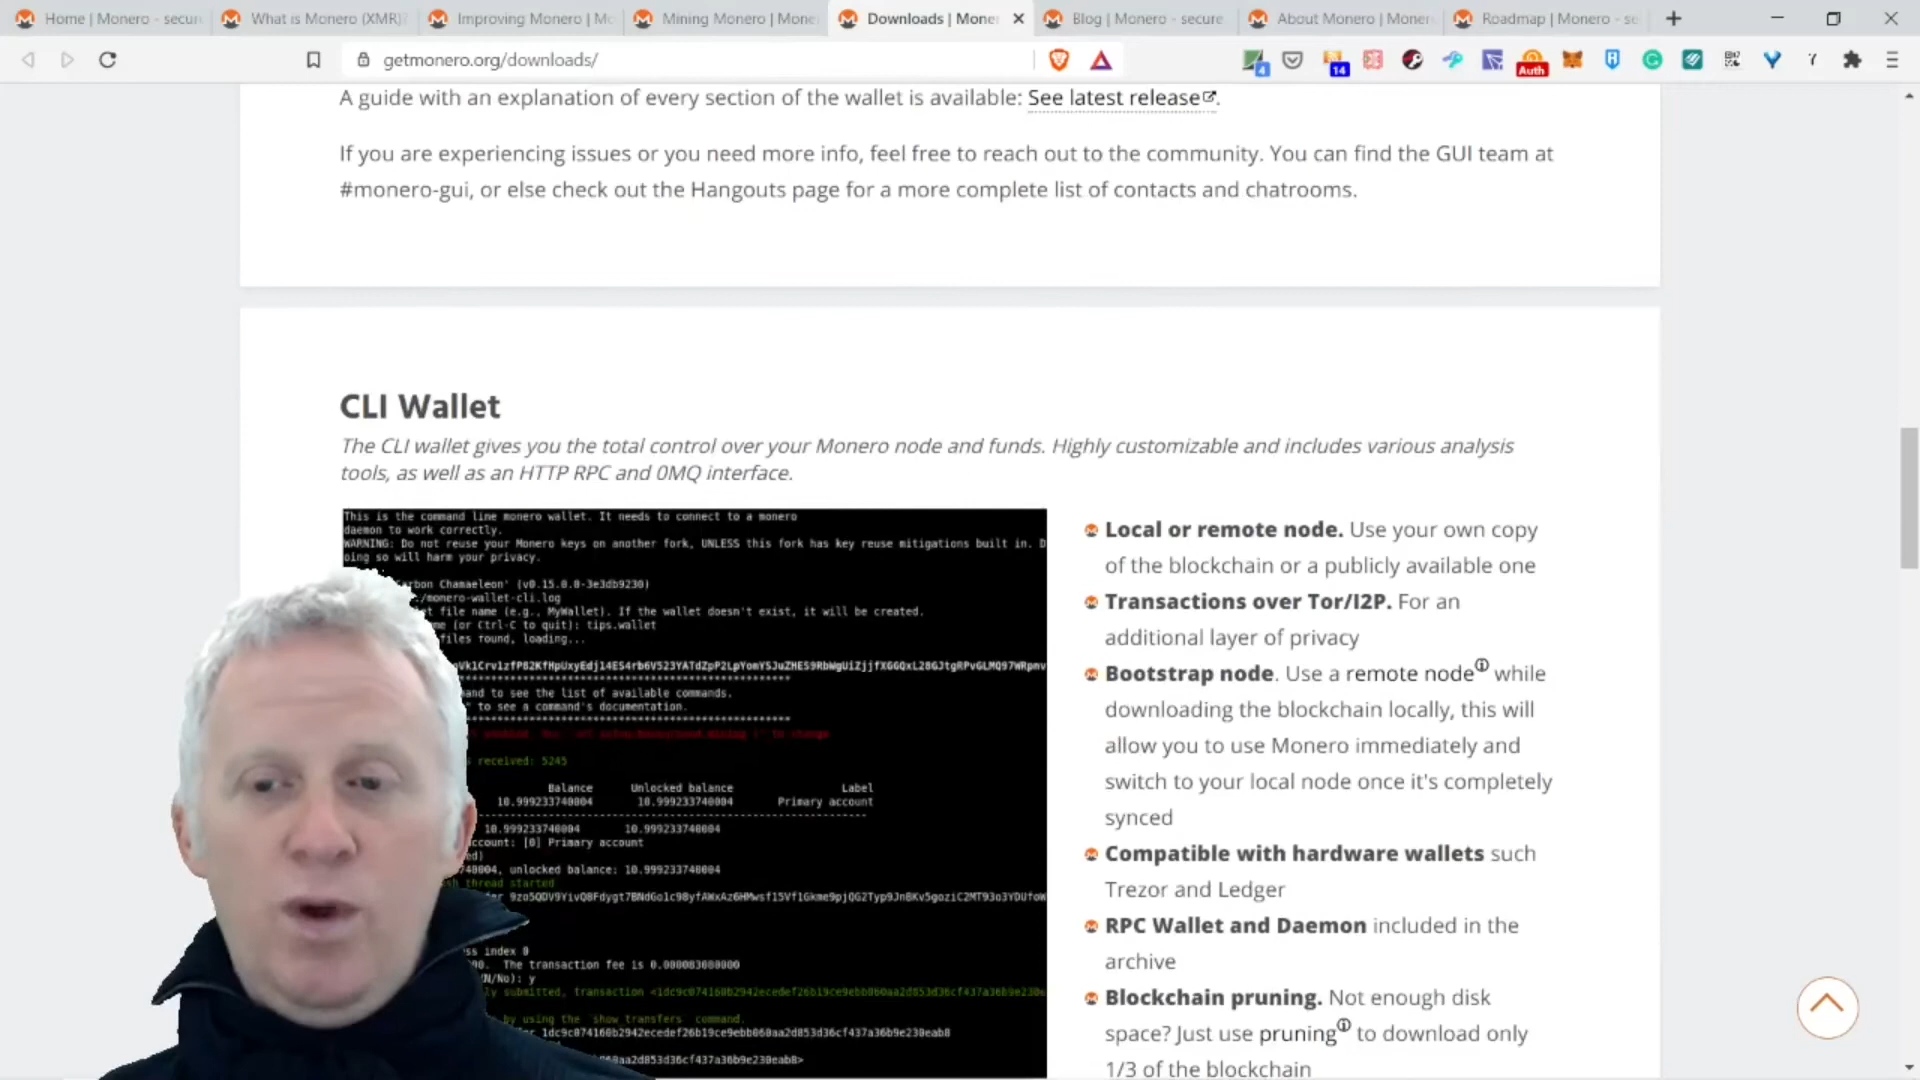 Home | Monero - secur
What is Monero (XMR)?
Improving Monero | Mo
Mining Monero | Mone
Downloads | Moner
Blog | Monero - secure
About Monero | Moner
Roadmap | Monero - se
getmonero.org/downloads/
4
14
Auth
A guide with an explanation of every section of the wallet is available: See latest release.
If you are experiencing issues or you need more info, feel free to reach out to the community. You can find the GUI team at
#monero-gui, or else check out the Hangouts page for a more complete list of contacts and chatrooms.
CLI Wallet
The CLI wallet gives you the total control over your Monero node and funds. Highly customizable and includes various analysis
tools, as well as an HTTP RPC and 0MQ interface.
This is the command line monero wallet. It needs to connect to a monero
daemon to work correctly.
WARNING: Do not reuse your Monero keys on another fork, UNLESS this fork has key reuse mitigations built in. D
oing so will harm your privacy.
arbon Chamaeleon' (v0.15.0.0-3e3db9230)
/monero-wallet-cli.log
t file name (e.g., MyWallet). If the wallet doesn't exist, it will be created.
me (or Ctrl-C to quit): tips.wallet
files found, loading...
and to see the list of available commands.
to see a command's documentation.
received: 5245
Balance Unlocked balance Label
10.999233740004 10.999233740004 Primary account
10.999233740004 10.999233740004
ccount: [0] Primary account
ed)
740004, unlocked balance: 10.999233740004
sh thread started
ss index 0
The transaction fee is 0.000083080000
N/No): y
ly submitted, transaction
by using the `show_transfers` command.
Local or remote node. Use your own copy
of the blockchain or a publicly available one
Transactions over Tor/I2P. For an
additional layer of privacy
Bootstrap node. Use a remote node while
downloading the blockchain locally, this will
allow you to use Monero immediately and
switch to your local node once it's completely
synced
Compatible with hardware wallets such
Trezor and Ledger
RPC Wallet and Daemon included in the
archive
Blockchain pruning. Not enough disk
space? Just use pruning to download only
1/3 of the blockchain